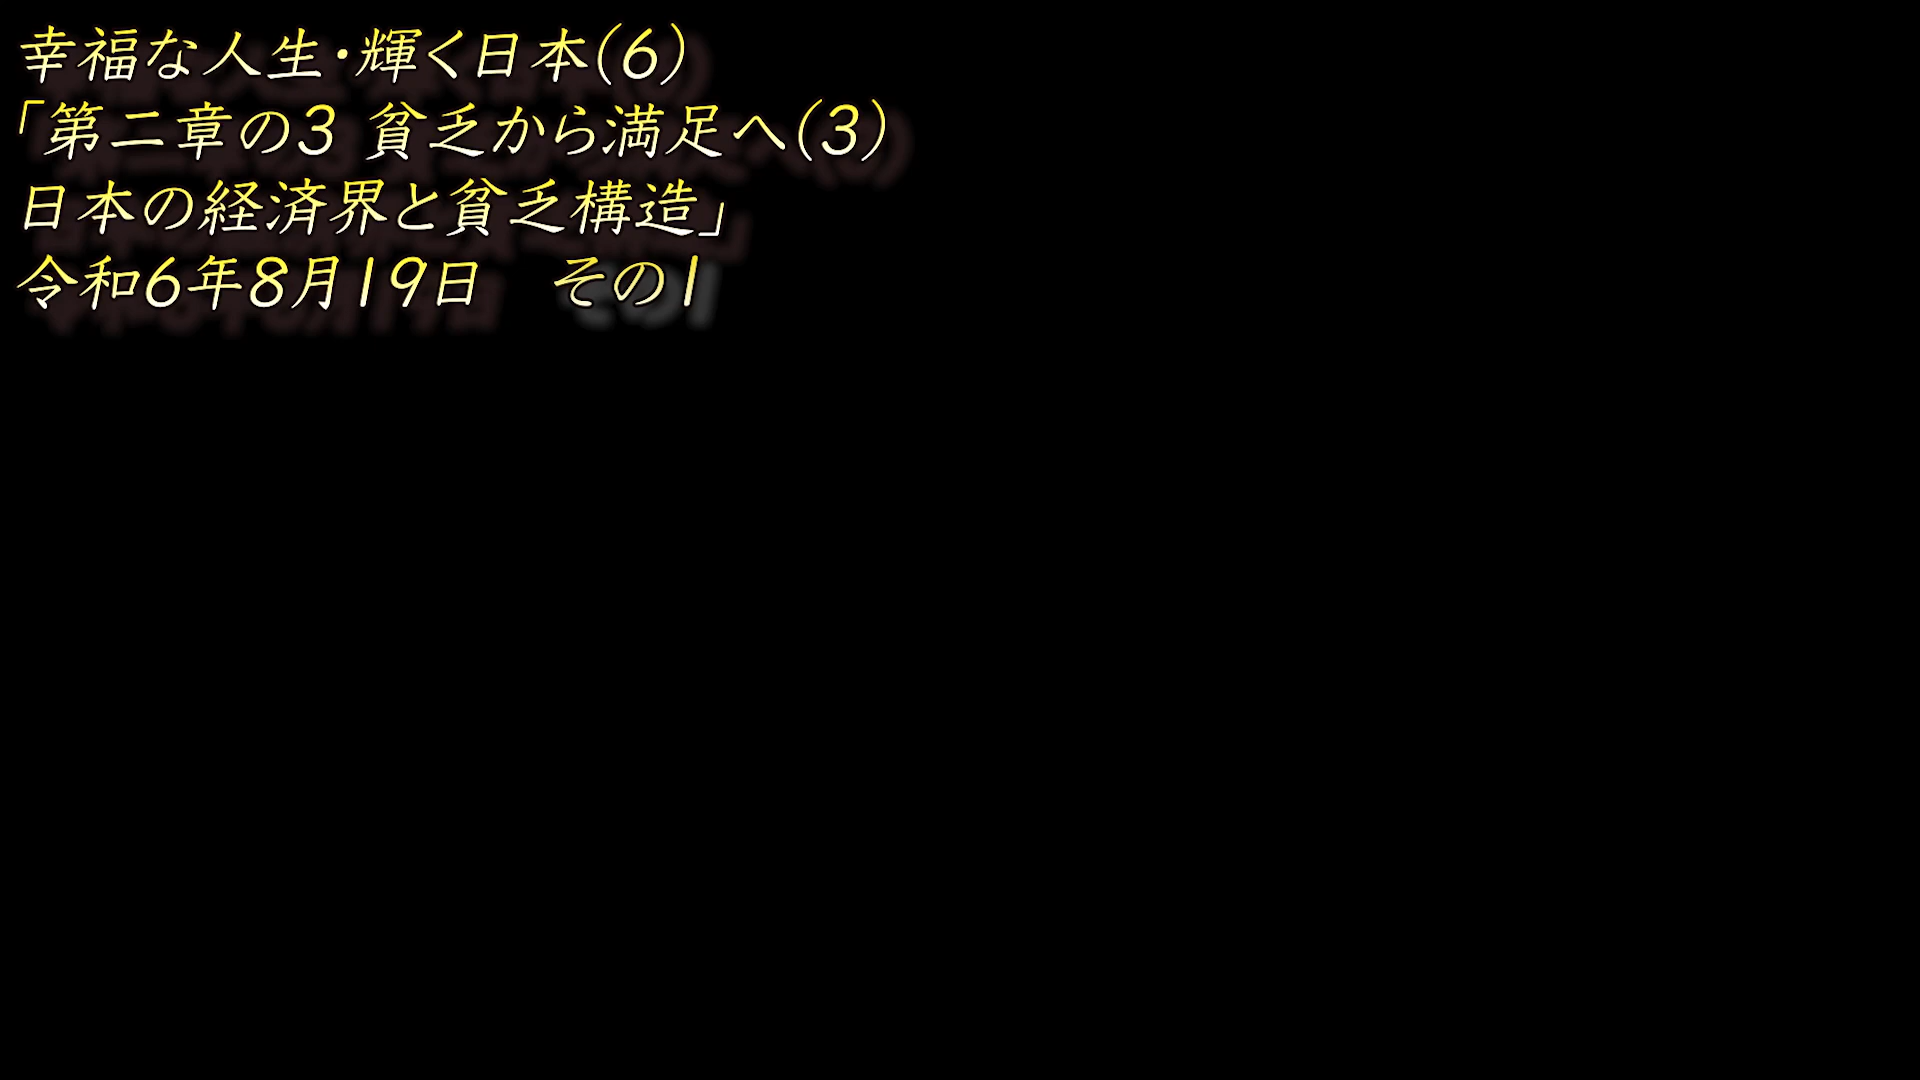 幸福な人生・輝く日本(6)
「第二章の3 貧乏から満足へ(3)
日本の経済界と貧乏構造」
令和6年8月19日　その1